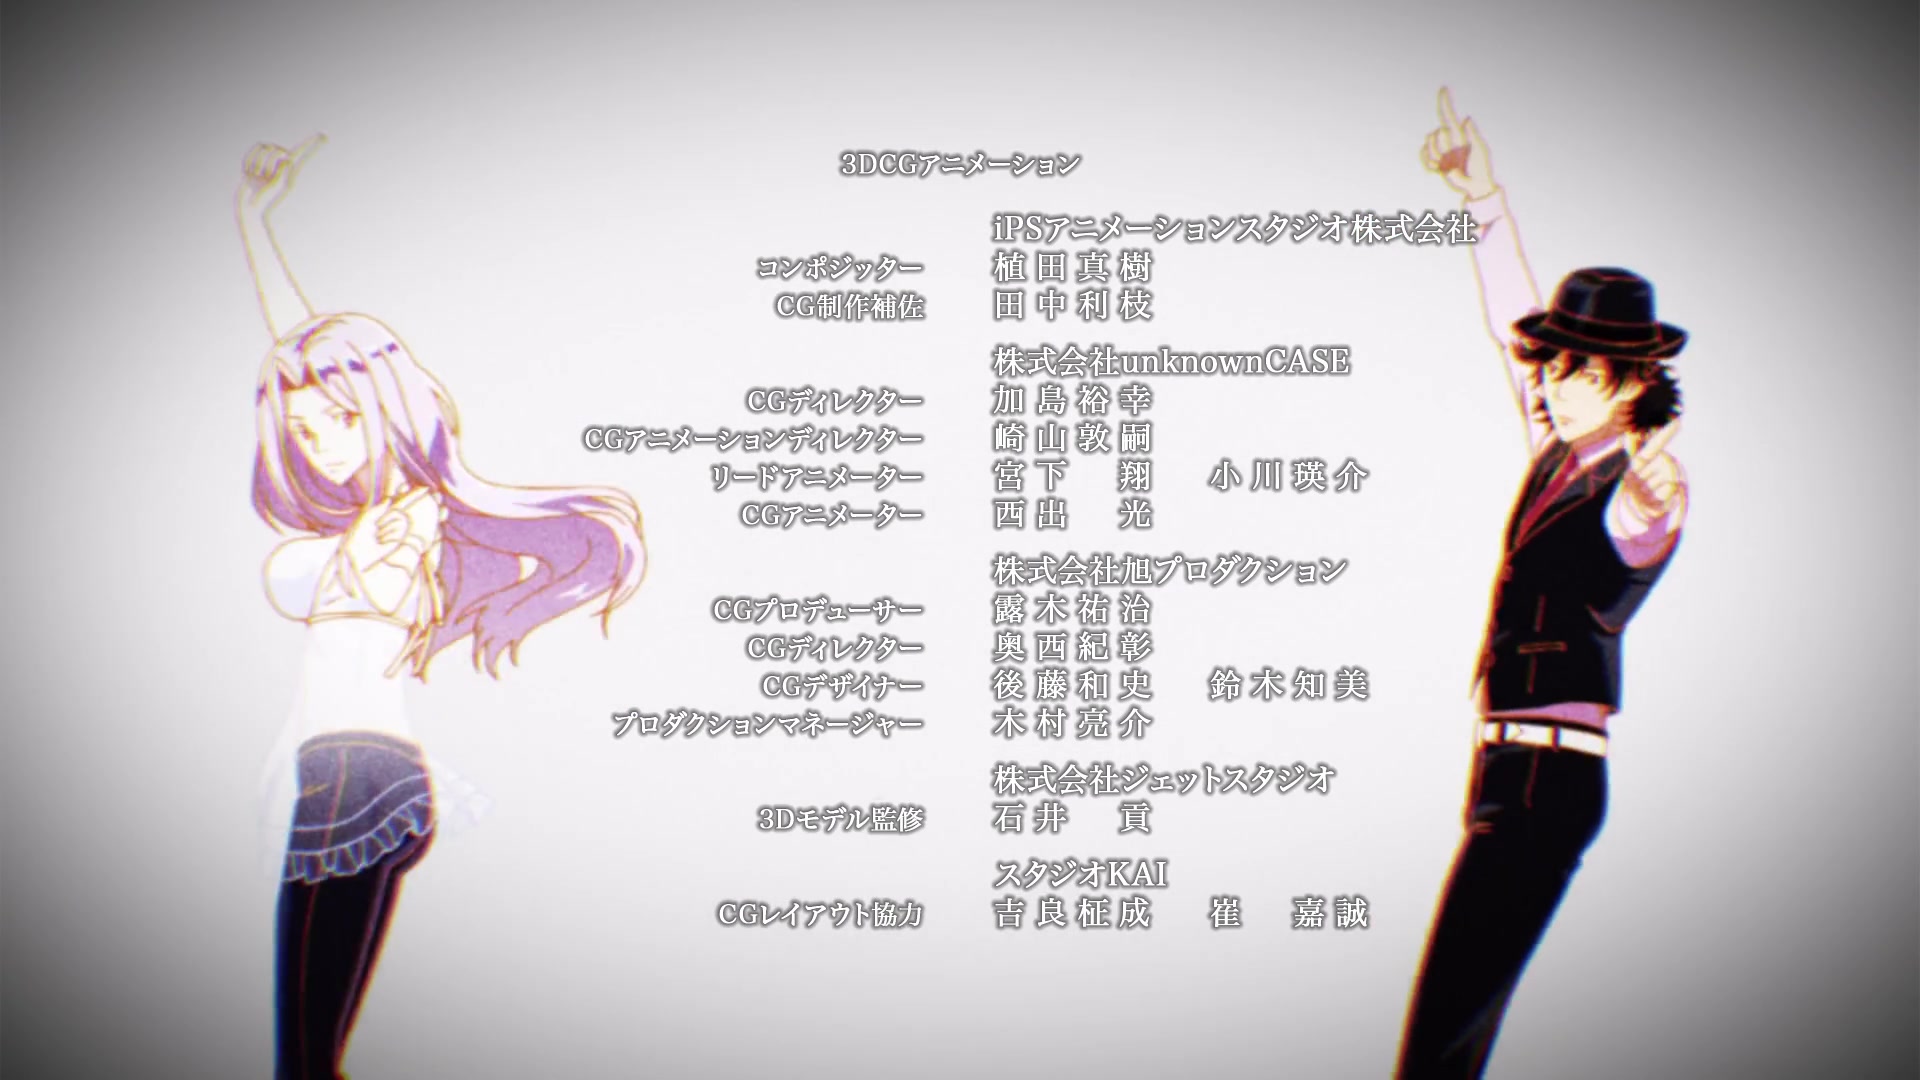 3DCGアニメーション
iPSアニメーションスタジオ株式会社
コンポジッター 植田真樹
CG制作補佐 田中利枝
株式会社unknownCASE
CGディレクター 加島裕幸
CGアニメーションディレクター 崎山敦嗣
リードアニメーター 宮下 翔 小川瑛介
CGアニメーター 西出 光
株式会社旭プロダクション
CGプロデューサー 露木祐治
CGディレクター 奥西紀彰
CGデザイナー 後藤和史 鈴木知美
プロダクションマネージャー 木村亮介
株式会社ジェットスタジオ
3Dモデル監修 石井 貢
スタジオKAI
CGレイアウト協力 吉良柾成 崔 嘉誠